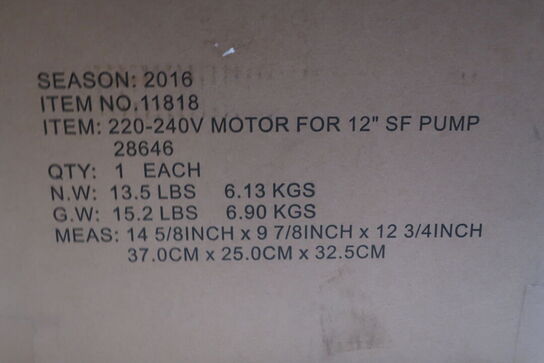 SEASON: 2016
ITEM NO.11818
ITEM: 220-240V MOTOR FOR 12" SF PUMP
28646
QTY: 1 EACH
N.W: 13.5 LBS 6.13 KGS
G.W: 15.2 LBS 6.90 KGS
MEAS: 14 5/8INCH x 9 7/8INCH x 12 3/4INCH
37.0CM x 25.0CM x 32.5CM